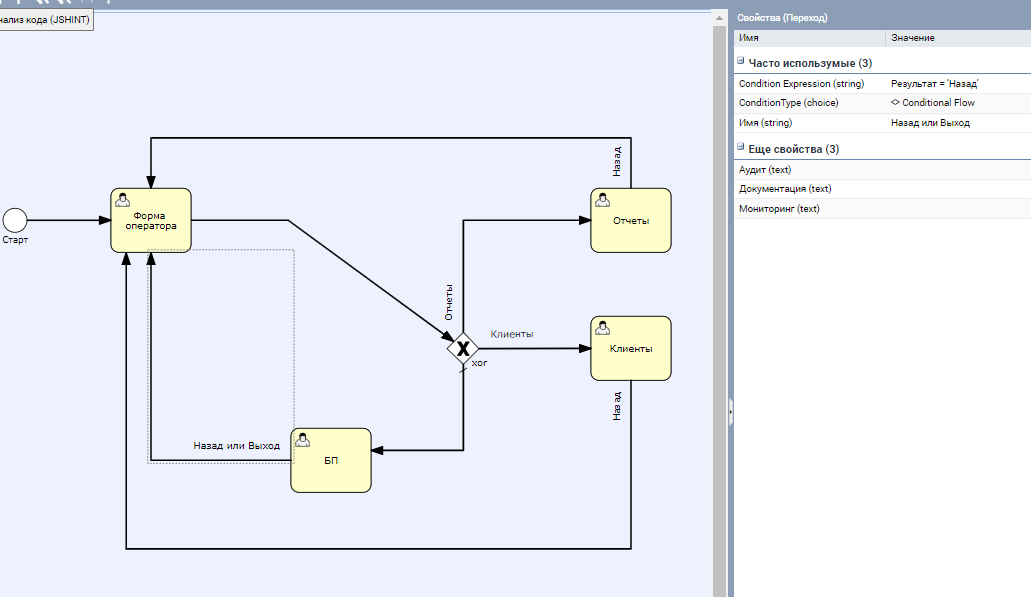 нализ кода (JSHINT)
Старт
Форма
оператора
Назад
Отчеты
Отчеты
Клиенты
X
хог
Клиенты
Назад
Назад или Выход
БП
Свойства (Переход)
Имя Значение
Часто использумые (3)
Condition Expression (string) Результат = 'Назад'
ConditionType (choice) <> Conditional Flow
Имя (string) Назад или Выход
Еще свойства (3)
Аудит (text)
Документация (text)
Мониторинг (text)